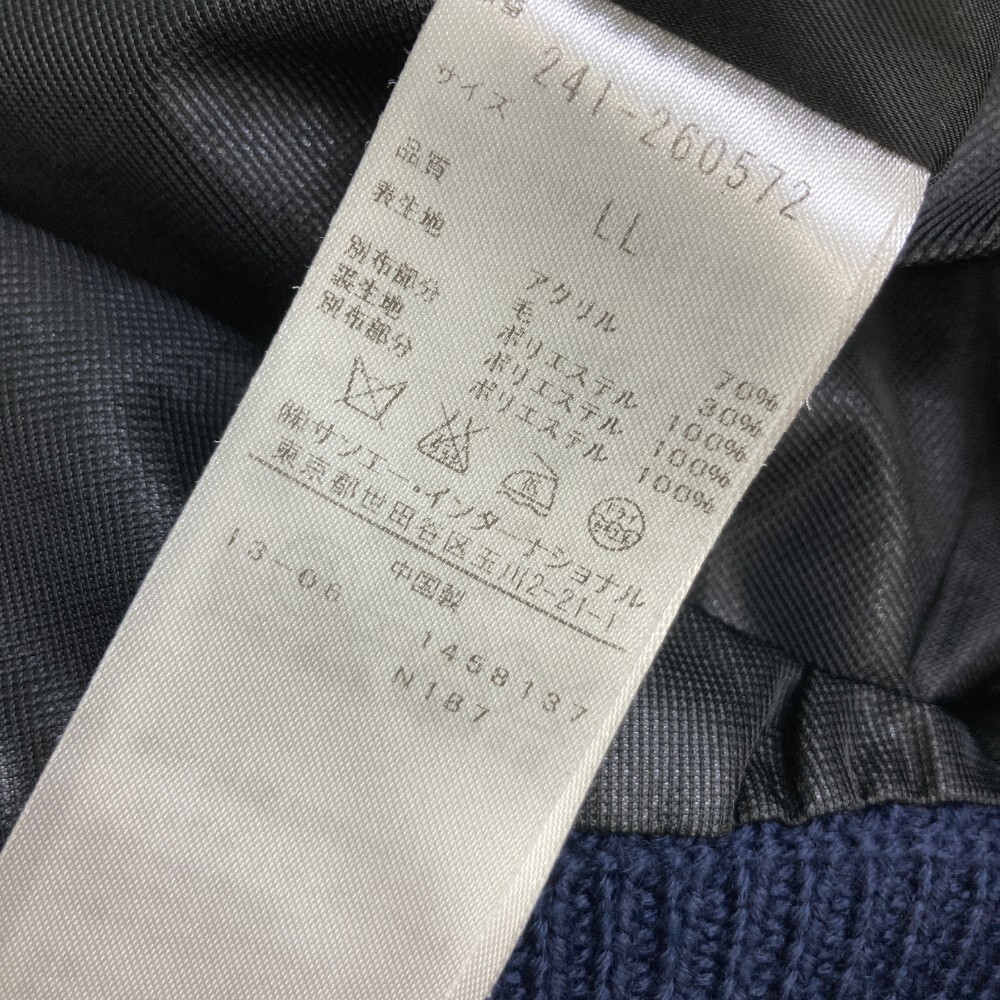 番 241-260572
サイズ LL
品質
表生地 アクリル 70%
毛 30%
別布部分 ポリエステル 100%
裏生地 ポリエステル 100%
別布部分 ポリエステル 100%
(株)サンエー・インターナショナル
東京都世田谷区玉川2-21-1
中国製
13-06
1458137
N187